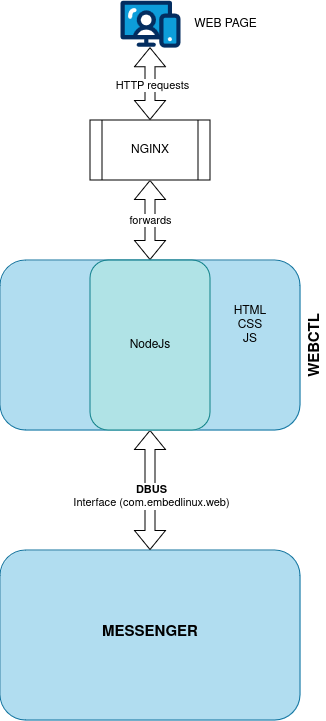 WEB PAGE
HTTP requests
NGINX
forwards
NodeJs
HTML
CSS
JS
WEBCTL
DBUS
Interface (com.embedlinux.web)
MESSENGER